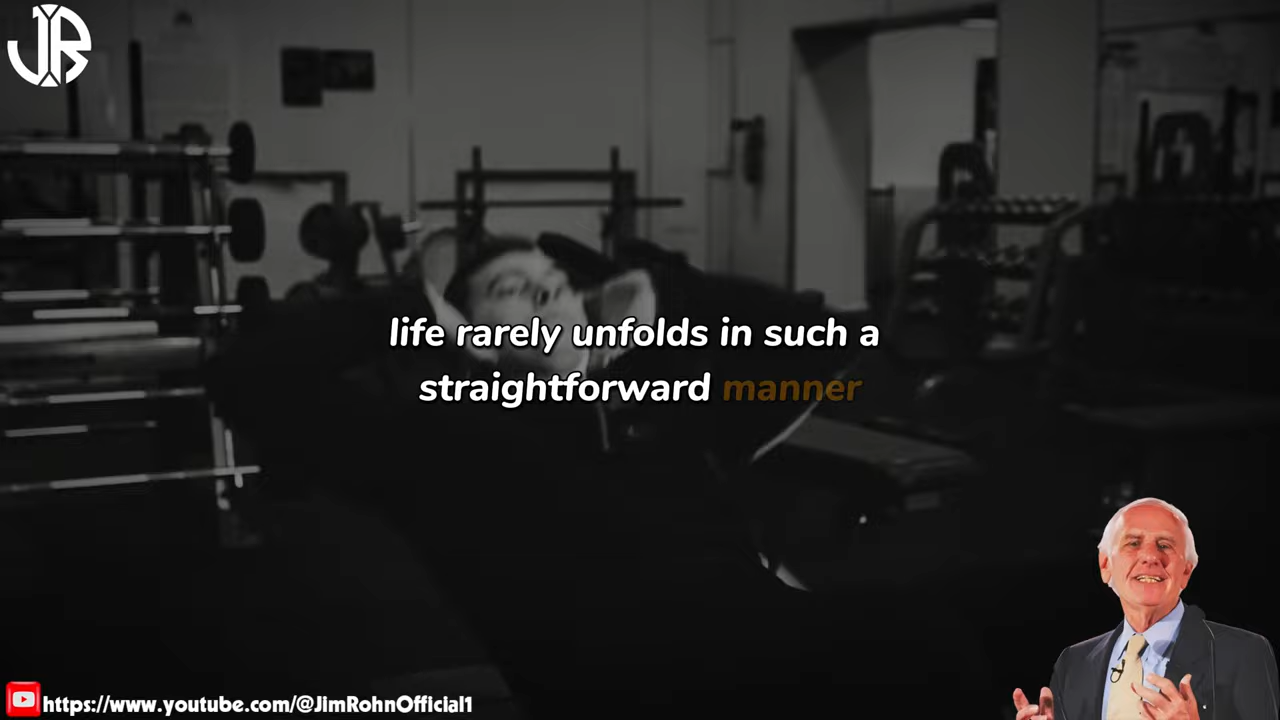 JR
life rarely unfolds in such a
straightforward manner
https://www.youtube.com/@JimRohnOfficial1